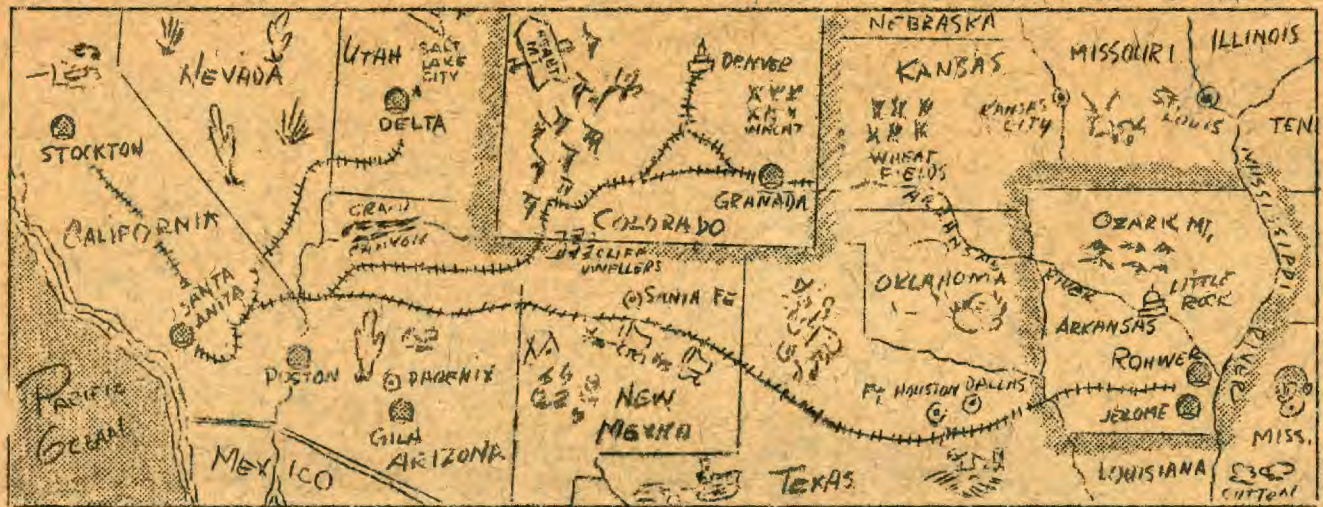 NEVADA
UTAH
SALT
LAKE
CITY
DELTA
STOCKTON
CALIFORNIA
SANTA
ANITA
PACIFIC
OCEAN
MEXICO
POSTON
PHOENIX
GILA
ARIZONA
GRAND
CANYON
HEART
MT.
DENVER
WHEAT
GRANADA
COLORADO
CLIFF
DWELLERS
SANTA FE
NEW
MEXICO
NEBRASKA
KANSAS
WHEAT
FIELDS
KANSAS
CITY
MISSOURI
ST.
LOUIS
ILLINOIS
TEN
MISSISSIPPI
RIVER
ARKANSAS
RIVER
OKLAHOMA
OZARK MT.
LITTLE
ROCK
ARKANSAS
ROHWER
JEROME
FT HOUSTON
DALLAS
TEXAS
LOUISIANA
MISS.
COTTON